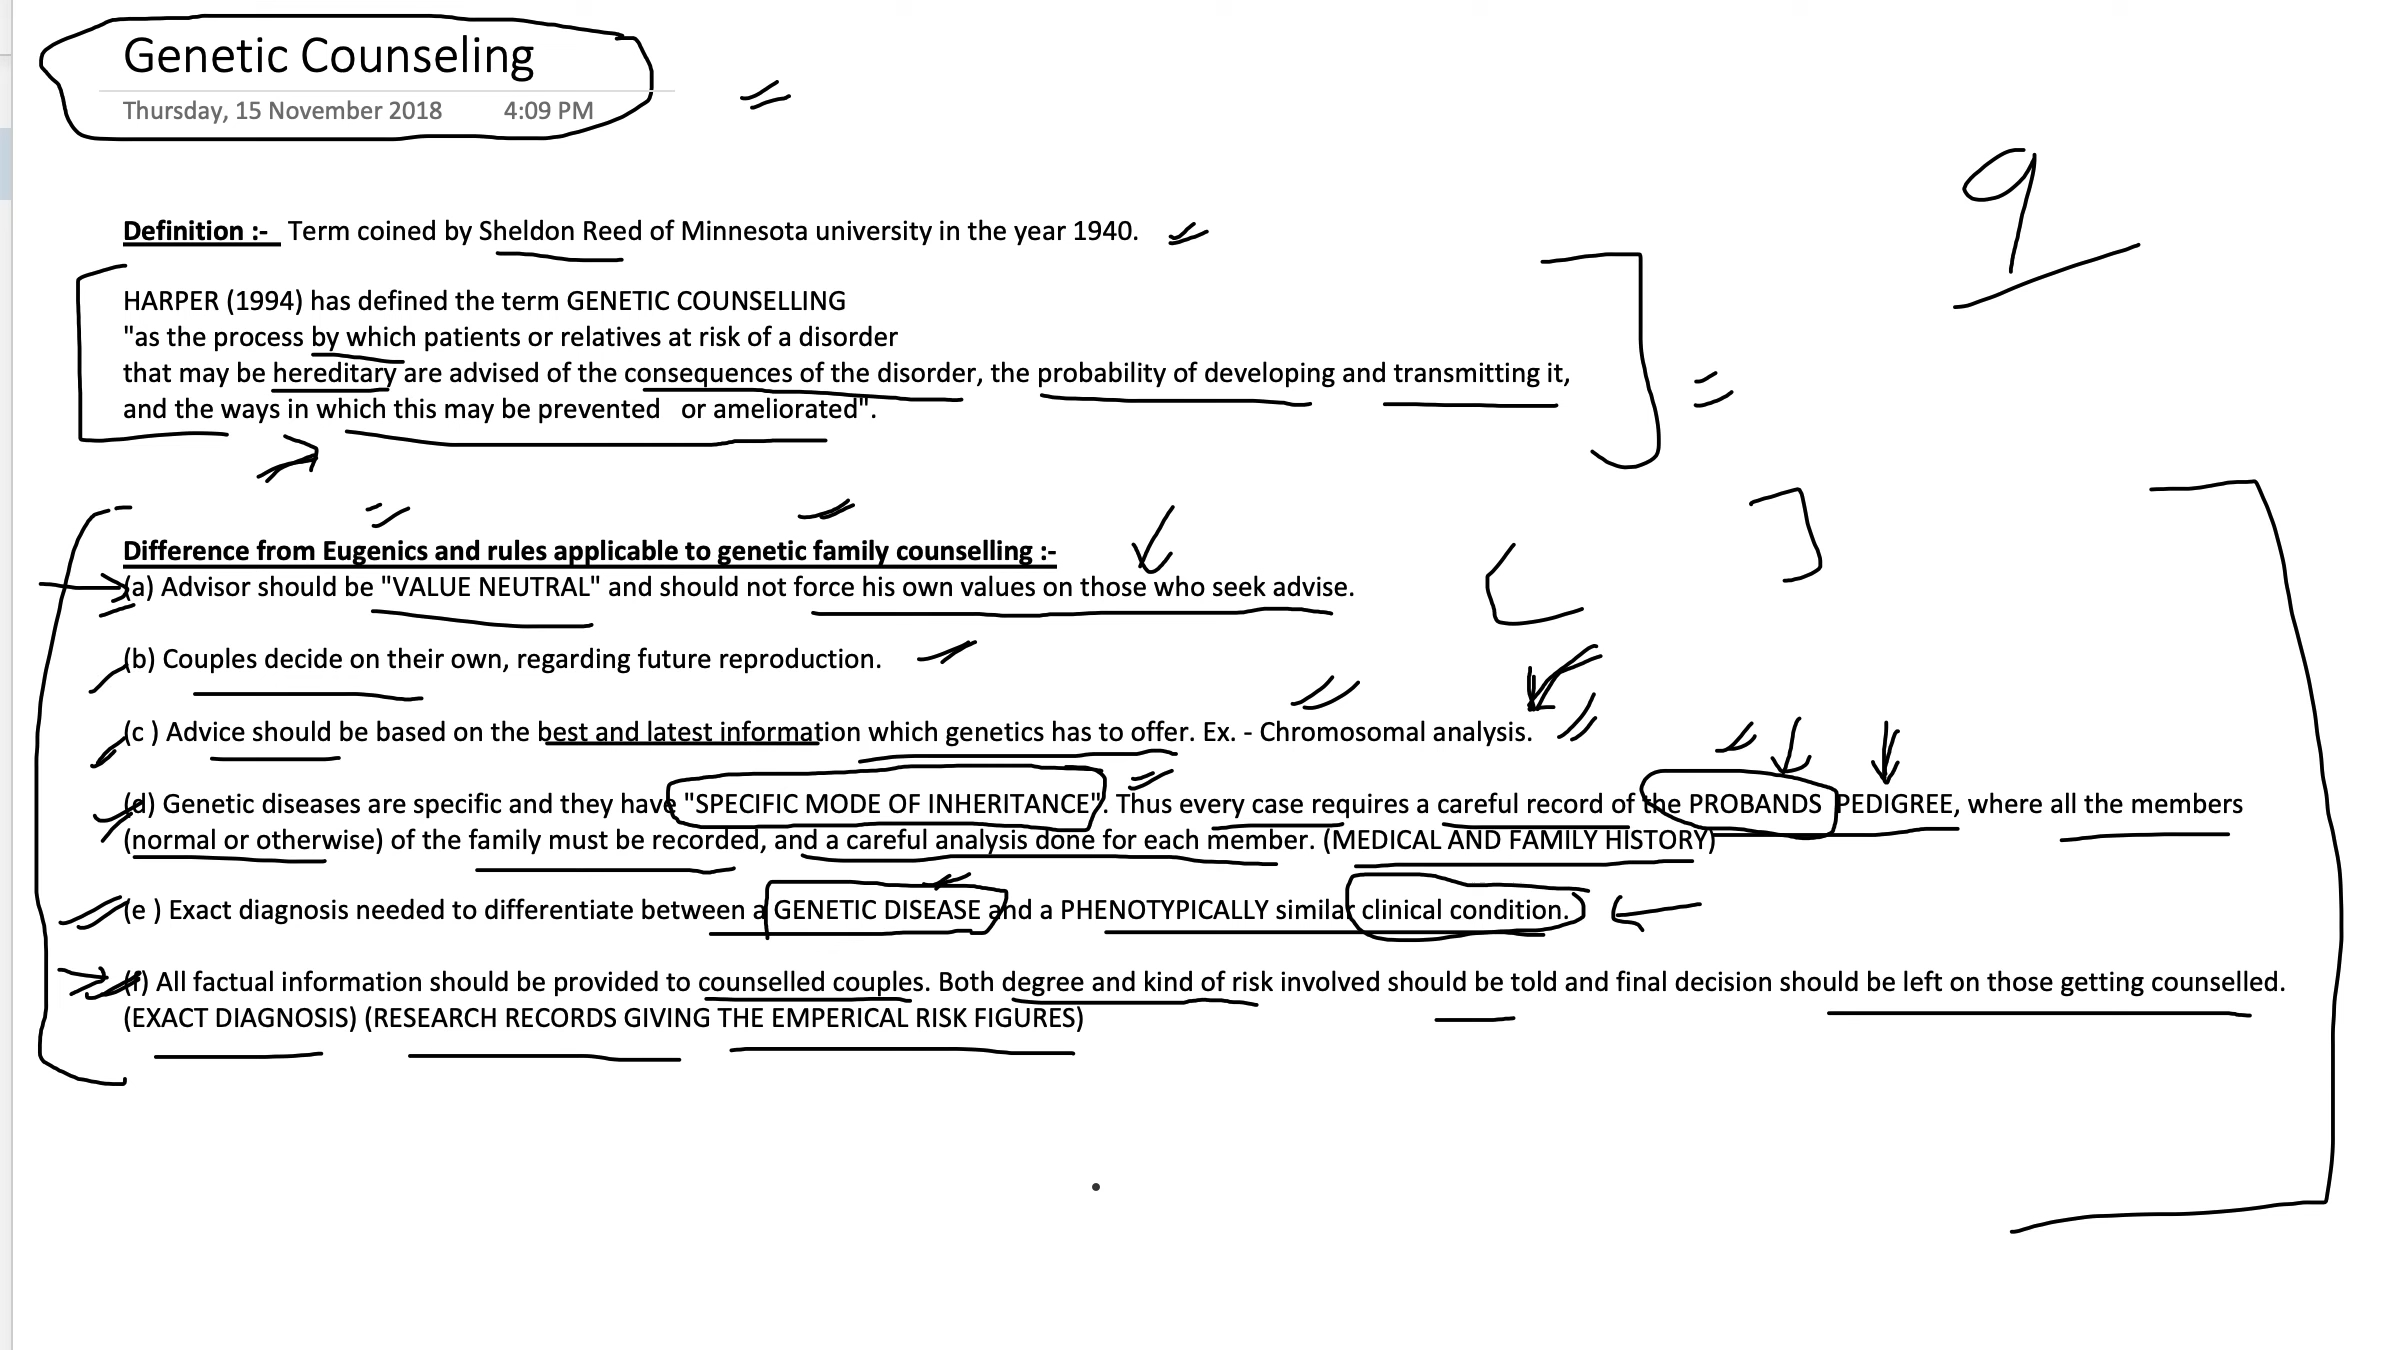 Genetic Counseling
Thursday, 15 November 2018 4:09 PM
9
Definition :- Term coined by Sheldon Reed of Minnesota university in the year 1940.
HARPER (1994) has defined the term GENETIC COUNSELLING
"as the process by which patients or relatives at risk of a disorder
that may be hereditary are advised of the consequences of the disorder, the probability of developing and transmitting it,
and the ways in which this may be prevented or ameliorated".
Difference from Eugenics and rules applicable to genetic family counselling :-
(a) Advisor should be "VALUE NEUTRAL" and should not force his own values on those who seek advise.
(b) Couples decide on their own, regarding future reproduction.
(c ) Advice should be based on the best and latest information which genetics has to offer. Ex. - Chromosomal analysis.
(d) Genetic diseases are specific and they have "SPECIFIC MODE OF INHERITANCE". Thus every case requires a careful record of the PROBANDS PEDIGREE, where all the members
(normal or otherwise) of the family must be recorded, and a careful analysis done for each member. (MEDICAL AND FAMILY HISTORY)
(e ) Exact diagnosis needed to differentiate between a GENETIC DISEASE and a PHENOTYPICALLY similar clinical condition.
(f) All factual information should be provided to counselled couples. Both degree and kind of risk involved should be told and final decision should be left on those getting counselled.
(EXACT DIAGNOSIS) (RESEARCH RECORDS GIVING THE EMPERICAL RISK FIGURES)